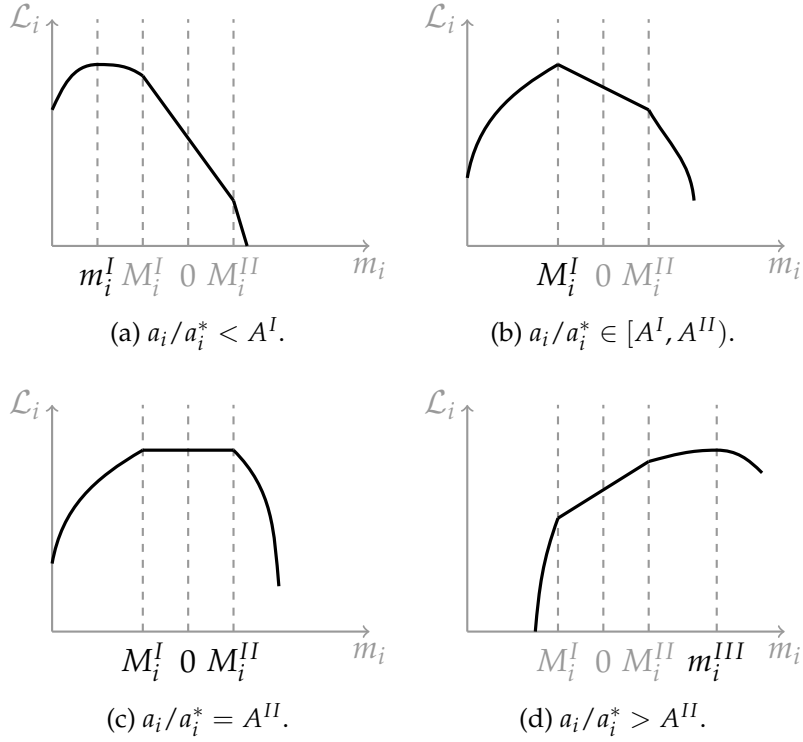 ℒ_i
m_i^I M_i^I 0 M_i^{II} m_i
(a) a_i/a_i^* < A^I.
ℒ_i
M_i^I 0 M_i^{II} m_i
(b) a_i/a_i^* ∈ [A^I, A^{II}).
ℒ_i
M_i^I 0 M_i^{II} m_i
(c) a_i/a_i^* = A^{II}.
ℒ_i
M_i^I 0 M_i^{II} m_i^{III} m_i
(d) a_i/a_i^* > A^{II}.